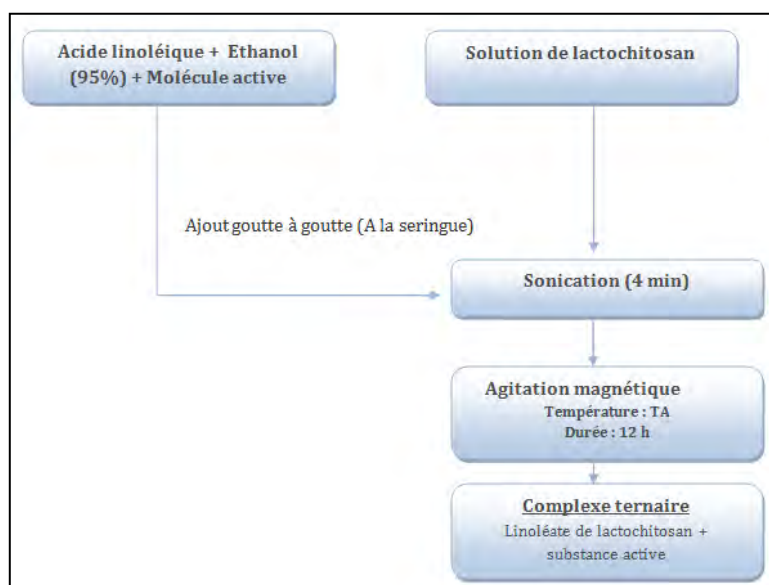 Acide linoléique + Ethanol
(95%) + Molécule active
Solution de lactochitosan
Ajout goutte à goutte (A la seringue)
Sonication (4 min)
Agitation magnétique
Température : TA
Durée : 12 h
Complexe ternaire
Linoléate de lactochitosan +
substance active